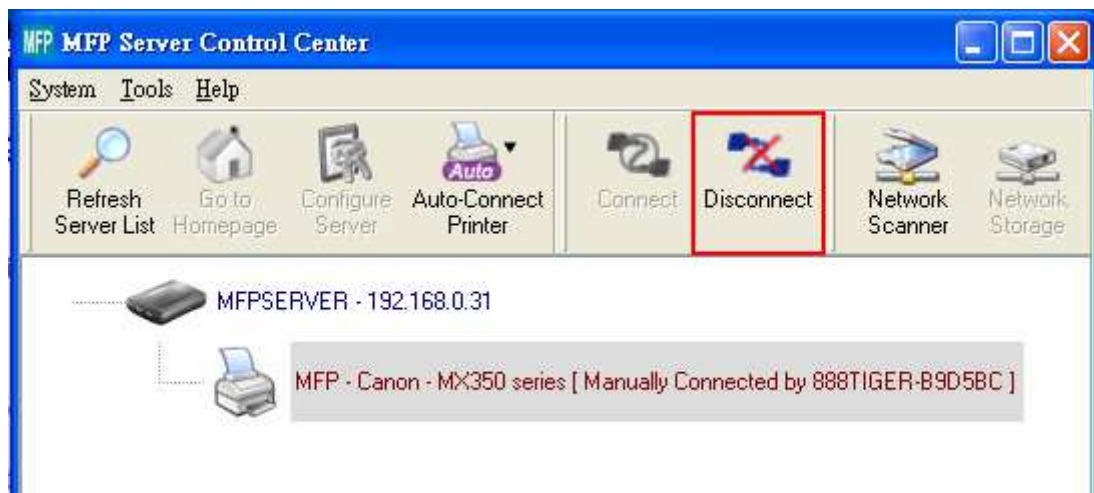 MFP MFP Server Control Center
System Tools Help
Auto
Refresh Server List
Go to Homepage
Configure Server
Auto-Connect Printer
Connect
Disconnect
Network Scanner
Network Storage
MFPSERVER - 192.168.0.31
MFP - Canon - MX350 series [ Manually Connected by 888TIGER-B9D5BC ]